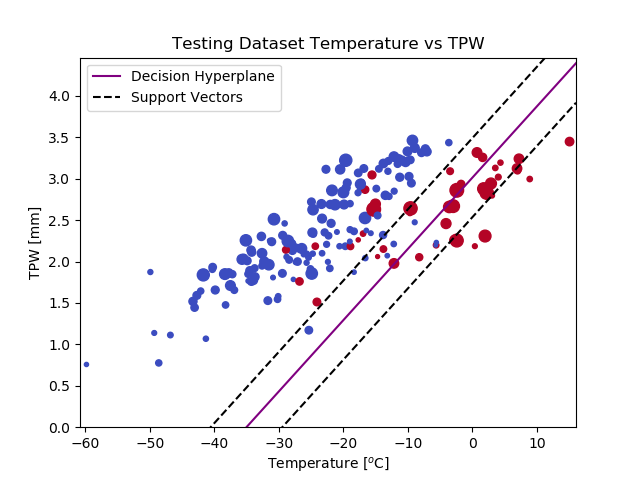 Testing Dataset Temperature vs TPW
Decision Hyperplane
Support Vectors
4.0
3.5
3.0
2.5
2.0
1.5
1.0
0.5
0.0
TPW [mm]
−60 −50 −40 −30 −20 −10 0 10
Temperature [°C]